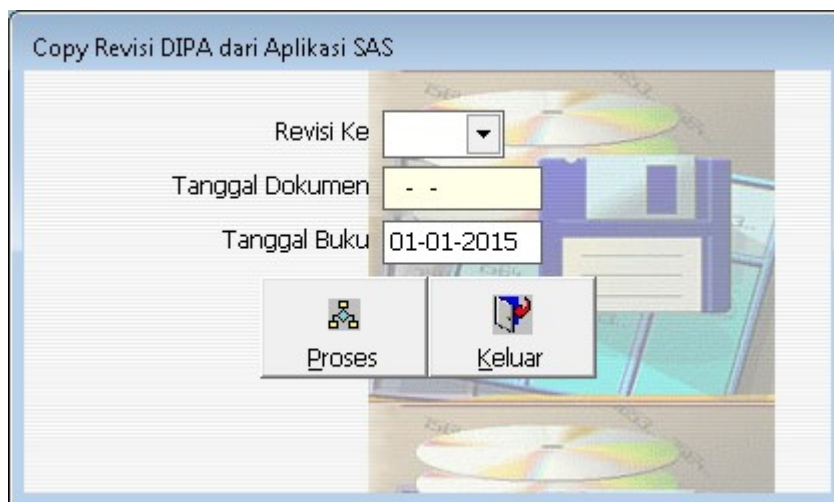 Copy Revisi DIPA dari Aplikasi SAS
Revisi Ke
Tanggal Dokumen - -
Tanggal Buku 01-01-2015
Proses Keluar